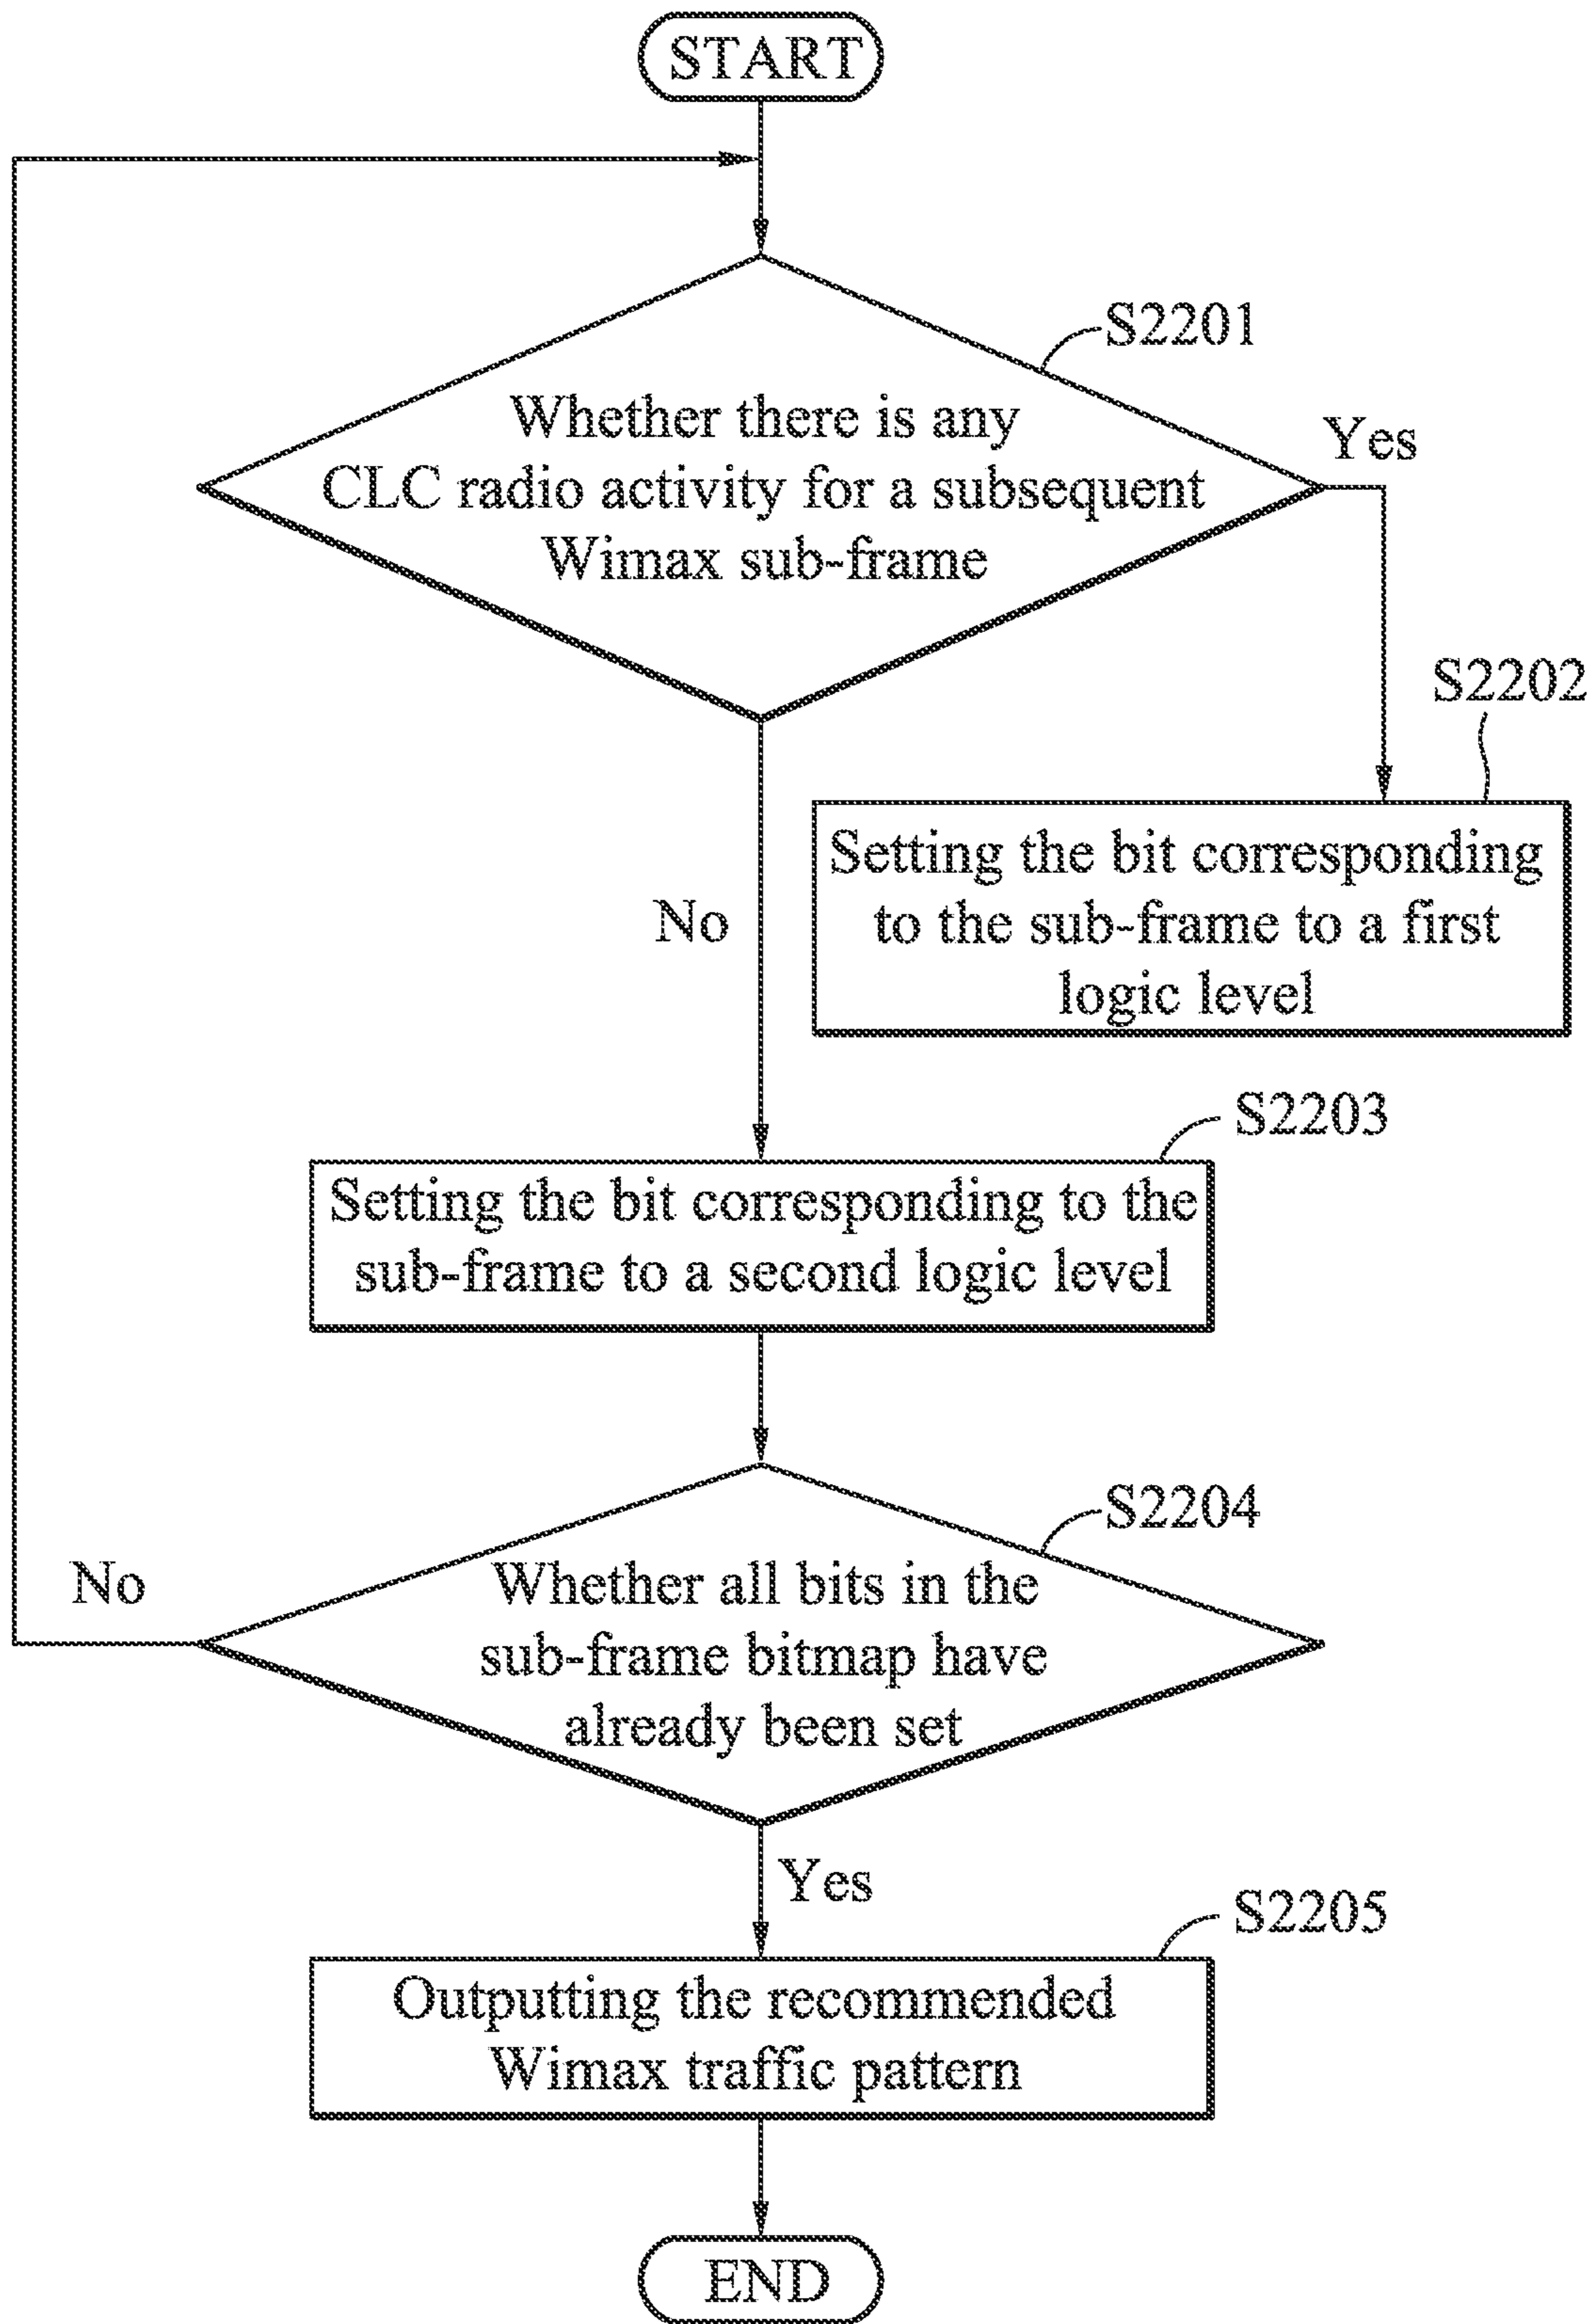 START
S2201
Whether there is any
CLC radio activity for a subsequent
Wimax sub-frame
Yes
S2202
Setting the bit corresponding
to the sub-frame to a first
logic level
No
S2203
Setting the bit corresponding to the
sub-frame to a second logic level
S2204
Whether all bits in the
sub-frame bitmap have
already been set
No
Yes
S2205
Outputting the recommended
Wimax traffic pattern
END